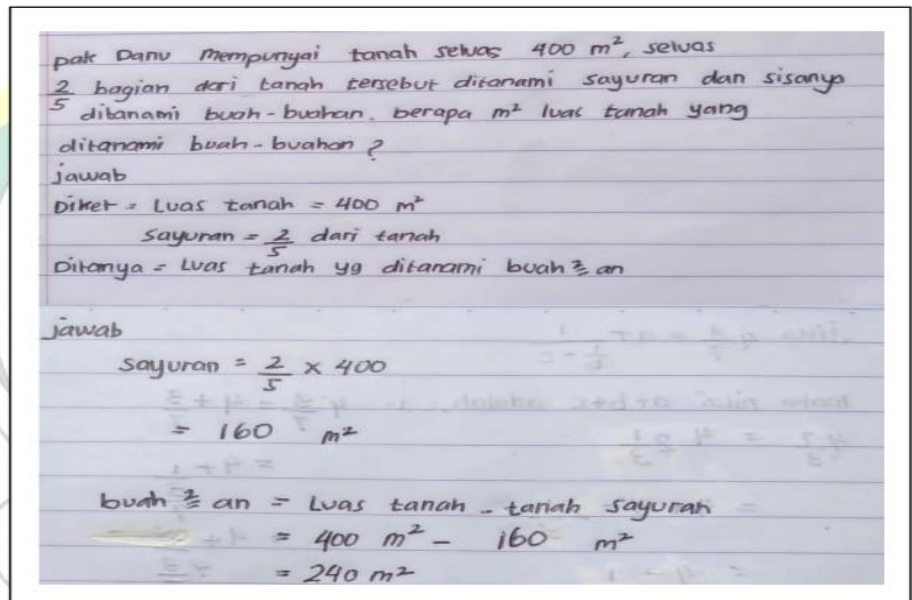 pak Danu mempunyai tanah seluas 400 m², seluas
2/5 bagian dari tanah tersebut ditanami sayuran dan sisanya
ditanami buah-buahan. berapa m² luas tanah yang
ditanami buah-buahan?
jawab
Diket = Luas tanah = 400 m²
Sayuran = 2/5 dari tanah
Ditanya = Luas tanah yg ditanami buah²an
jawab
Sayuran = 2/5 × 400
= 160 m²
buah²an = Luas tanah - tanah sayuran
= 400 m² - 160 m²
= 240 m²